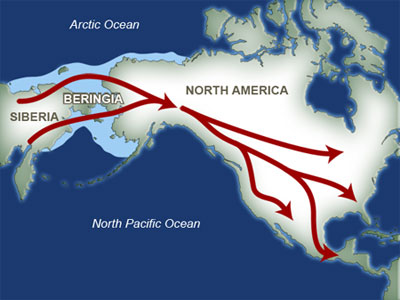 Arctic Ocean
NORTH AMERICA
BERINGIA
SIBERIA
North Pacific Ocean